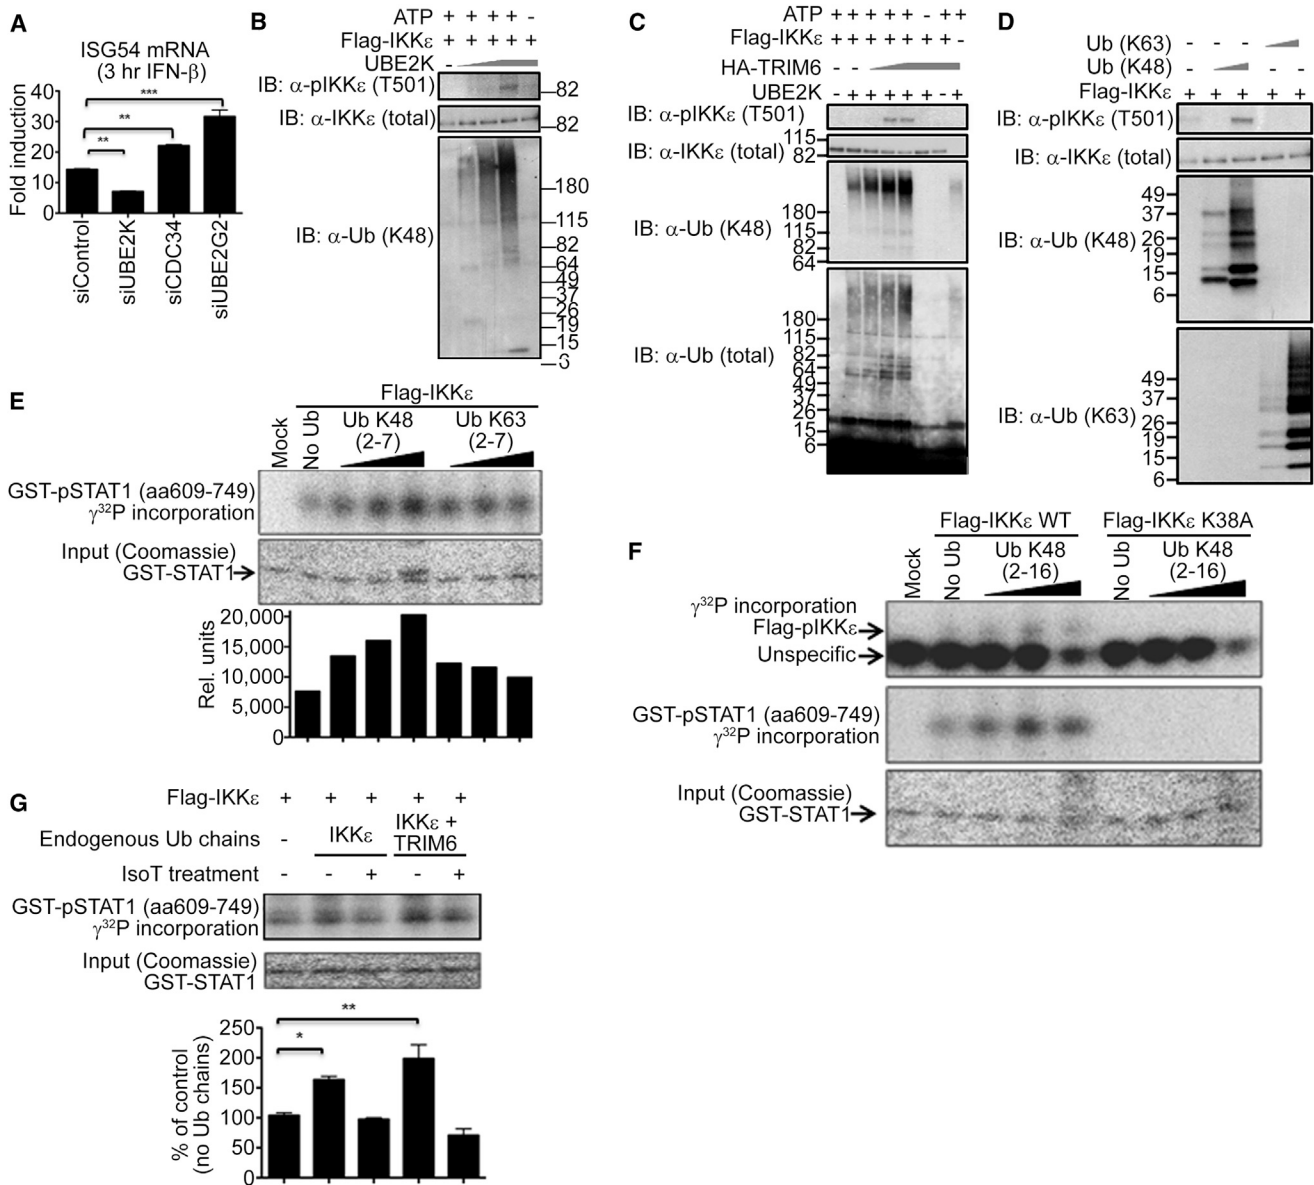 A
ISG54 mRNA
(3 hr IFN-β)
***
**
**
Fold induction
40
30
20
10
0
siControl
siUBE2K
siCDC34
siUBE2G2
B
ATP + + + + -
Flag-IKKε + + + + +
UBE2K -
IB: α-pIKKε (T501)
82
IB: α-IKKε (total)
82
IB: α-Ub (K48)
180
115
82
64
49
37
26
19
15
3
C
ATP + + + + + - + +
Flag-IKKε + + + + + + + -
HA-TRIM6 - -
UBE2K - + + + + + - +
IB: α-pIKKε (T501)
IB: α-IKKε (total)
115
82
IB: α-Ub (K48)
180
115
82
64
IB: α-Ub (total)
180
115
82
64
49
37
26
15
6
D
Ub (K63) - - -
Ub (K48) - - -
Flag-IKKε + + + + +
IB: α-pIKKε (T501)
IB: α-IKKε (total)
IB: α-Ub (K48)
49
37
26
19
15
6
IB: α-Ub (K63)
49
37
26
19
15
6
E
Flag-IKKε
Mock
No Ub
Ub K48
(2-7)
Ub K63
(2-7)
GST-pSTAT1 (aa609-749)
γ32P incorporation
Input (Coomassie)
GST-STAT1
Rel. units
20,000
15,000
10,000
5,000
0
F
Flag-IKKε WT
Flag-IKKε K38A
Mock
No Ub
Ub K48
(2-16)
No Ub
Ub K48
(2-16)
γ32P incorporation
Flag-pIKKε
Unspecific
GST-pSTAT1 (aa609-749)
γ32P incorporation
Input (Coomassie)
GST-STAT1
G
Flag-IKKε + + + + +
Endogenous Ub chains - IKKε IKKε + TRIM6
IsoT treatment - - + - +
GST-pSTAT1 (aa609-749)
γ32P incorporation
Input (Coomassie)
GST-STAT1
**
*
% of control
(no Ub chains)
250
200
150
100
50
0